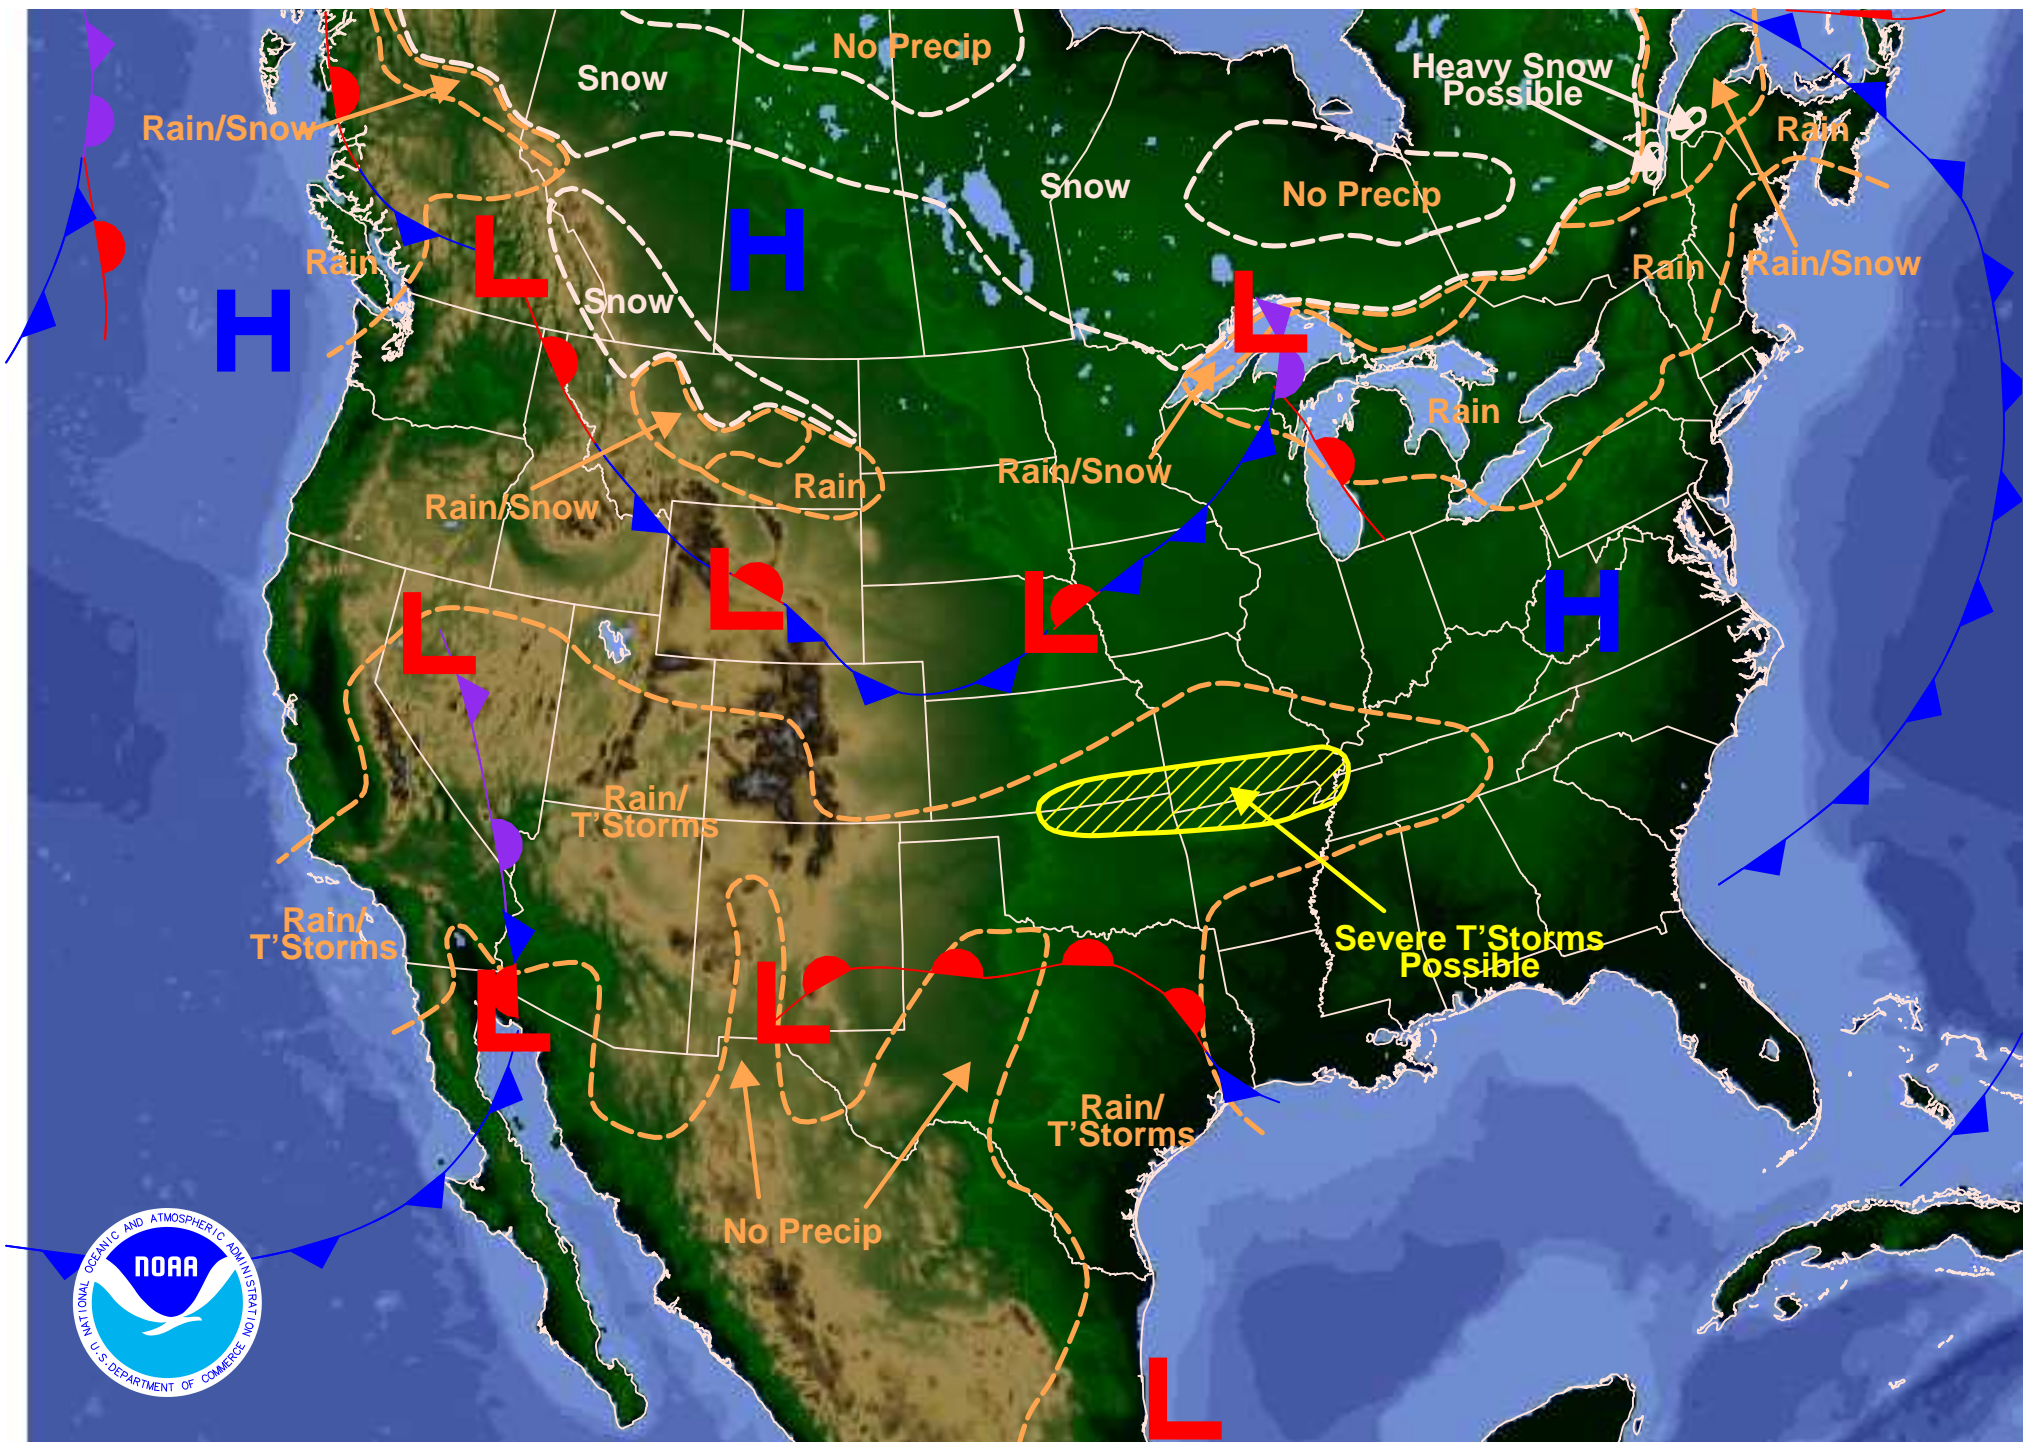 No Precip
Snow
Heavy Snow
Possible
Rain/Snow
Rain
Snow
No Precip
Rain
H
L
Rain
Rain/Snow
H
Snow
L
Rain
Rain/Snow
Rain/Snow
Rain
L
L
H
L
Rain/
T'Storms
Rain/
T'Storms
Severe T'Storms
Possible
L
L
Rain/
T'Storms
No Precip
L
NATIONAL OCEANIC AND ATMOSPHERIC ADMINISTRATION
NOAA
U.S. DEPARTMENT OF COMMERCE